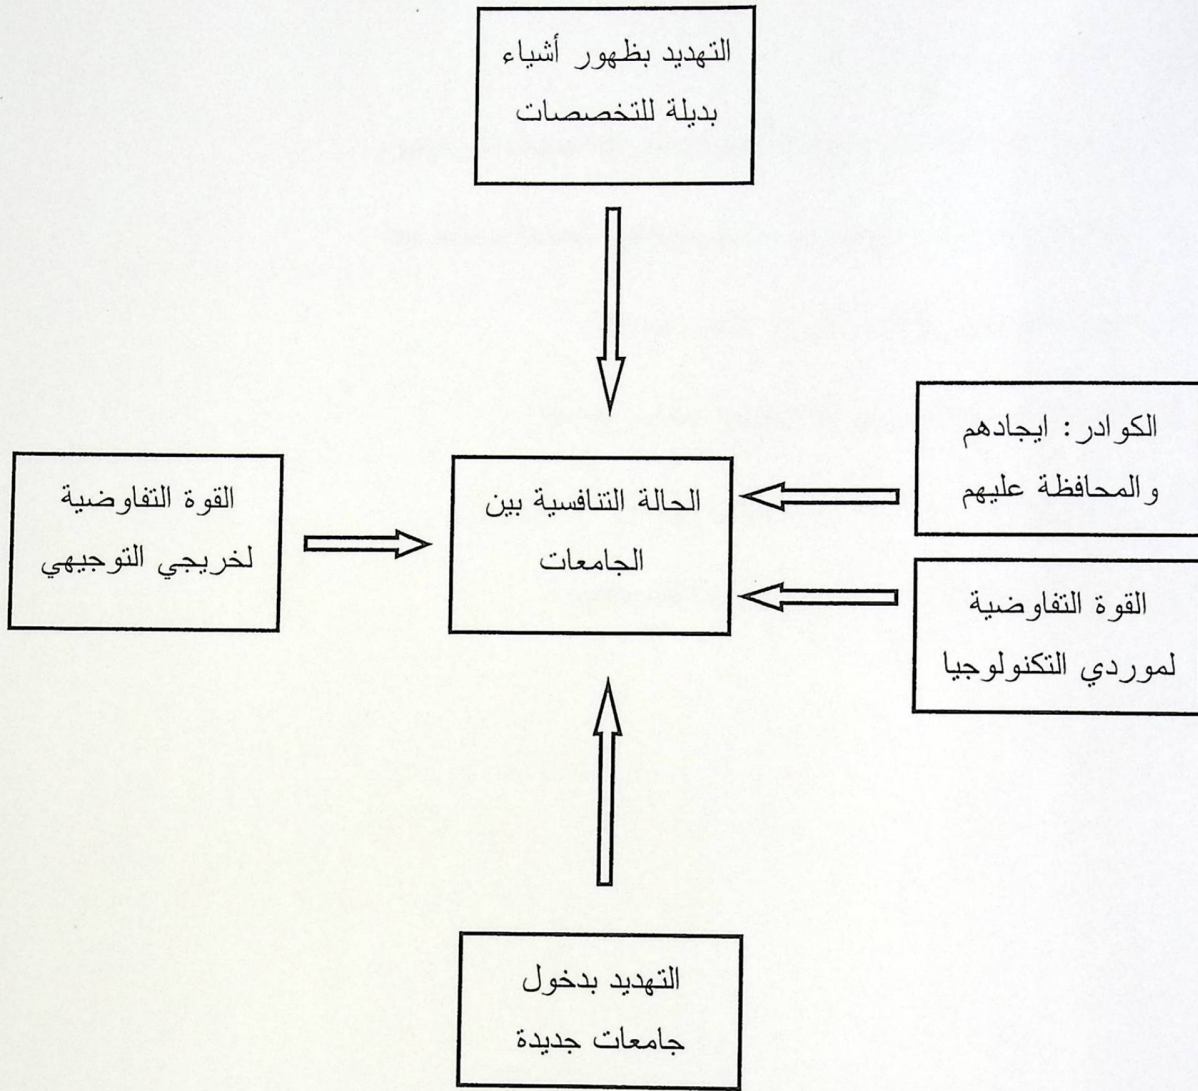 التهديد بظهور أشياء
بديلة للتخصصات
الكوادر: ايجادهم
والمحافظة عليهم
القوة التفاوضية
لموردي التكنولوجيا
الحالة التنافسية بين
الجامعات
القوة التفاوضية
لخريجي التوجيهي
التهديد بدخول
جامعات جديدة